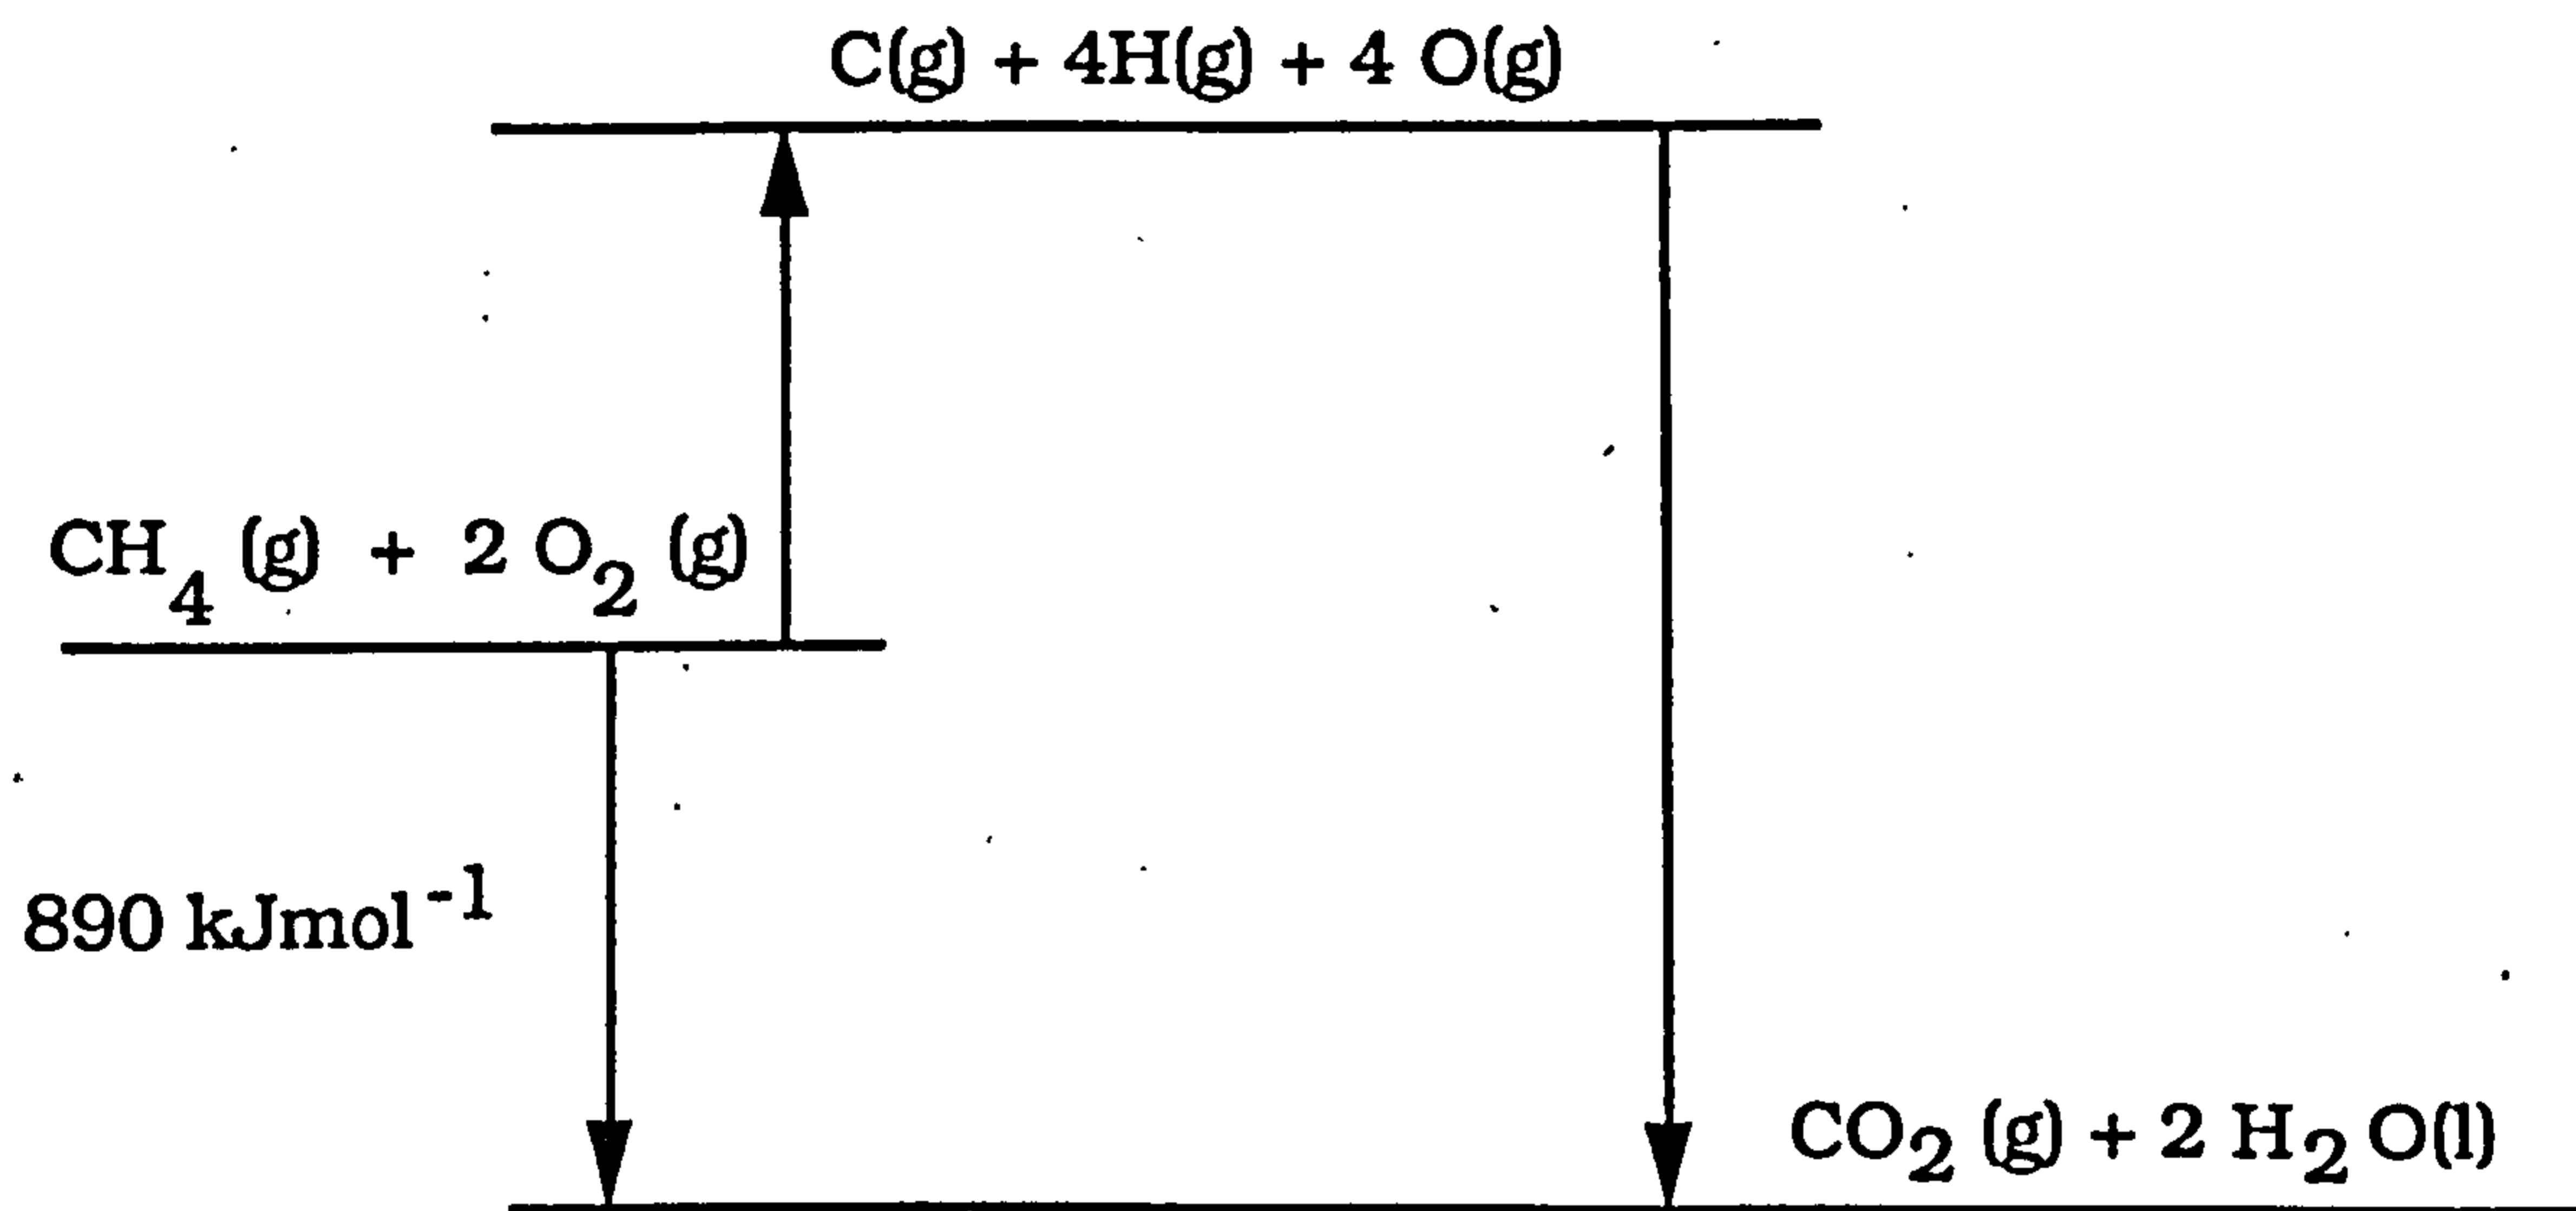 C(g) + 4H(g) + 4 O(g)
CH4 (g) + 2 O2 (g)
890 kJmol-1
CO2 (g) + 2 H2 O(l)